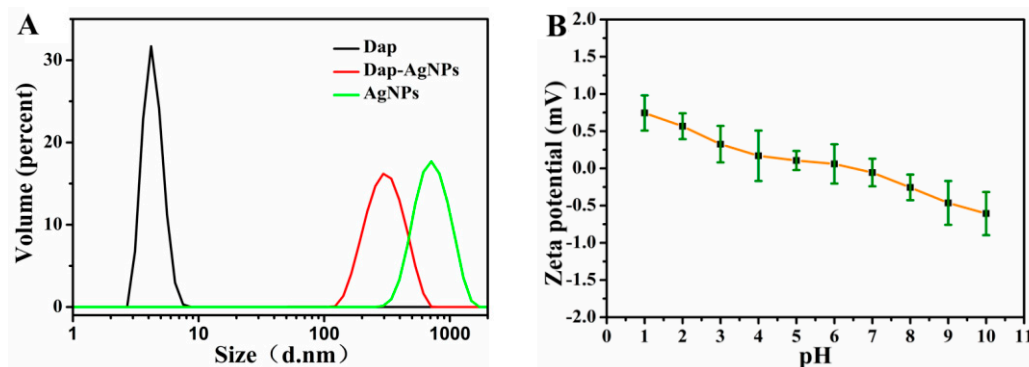 A
Dap
Dap-AgNPs
AgNPs
Volume (percent)
30
20
10
0
1 10 100 1000
Size（d.nm）
B
Zeta potential (mV)
2.0
1.5
1.0
0.5
0.0
-0.5
-1.0
-1.5
-2.0
0 1 2 3 4 5 6 7 8 9 10 11
pH